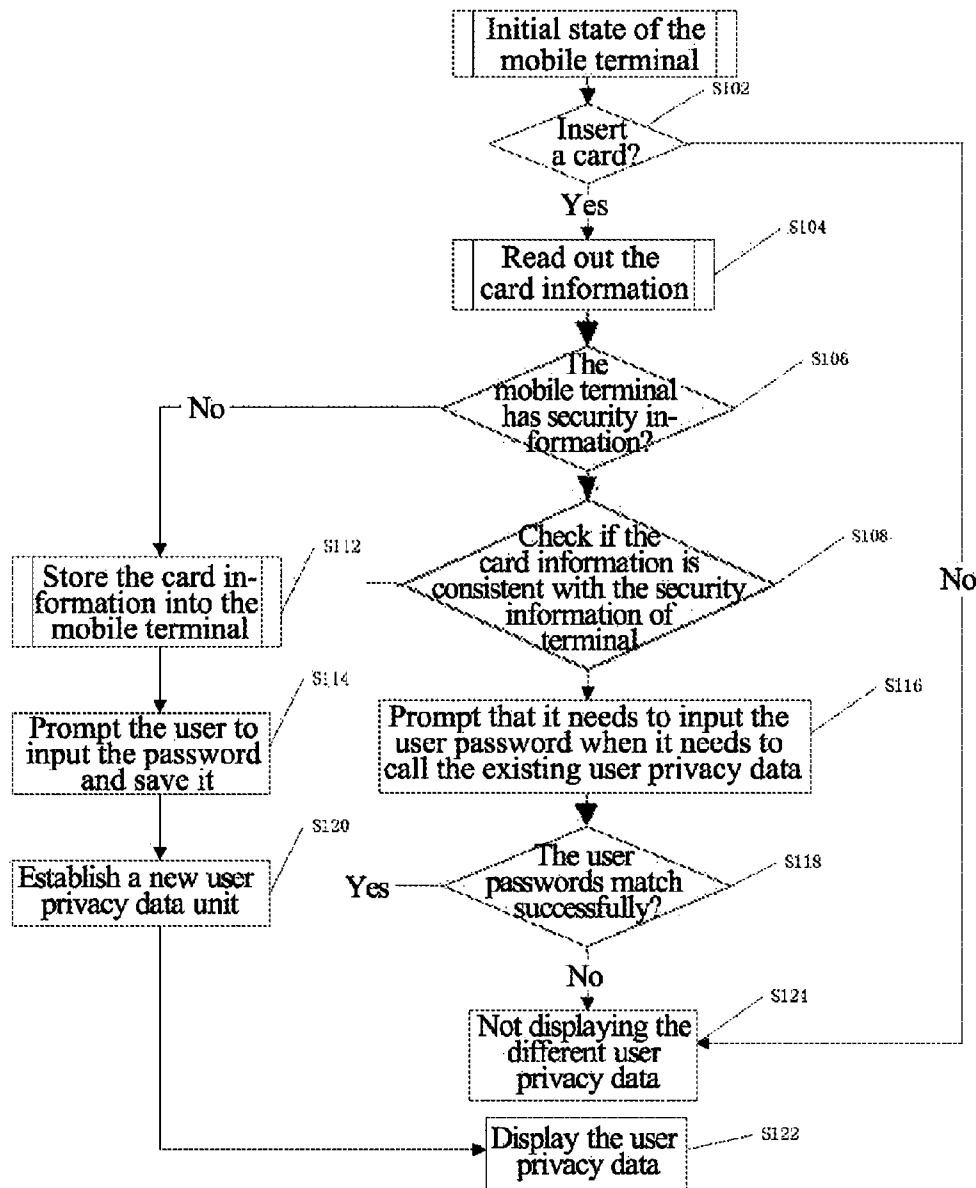 Initial state of the
mobile terminal
S102
Insert
a card?
Yes
S104
Read out the
card information
S106
The
mobile terminal
has security in-
formation?
No
S108
Check if the
card information is
consistent with the security
information of
terminal
No
S112
Store the card in-
formation into the
mobile terminal
S114
Prompt the user to
input the password
and save it
S116
Prompt that it needs to input the
user password when it needs to
call the existing user privacy data
S120
Establish a new user
privacy data unit
S118
The user
passwords match
successfully?
Yes
No
S124
Not displaying the
different user
privacy data
S122
Display the user
privacy data